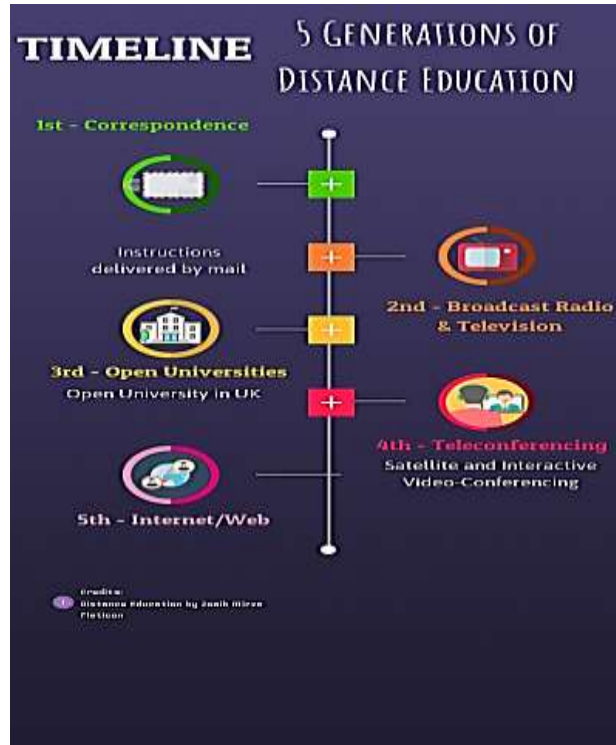 TIMELINE
5 GENERATIONS OF
DISTANCE EDUCATION
1st - Correspondence
Instructions
delivered by mail
2nd - Broadcast Radio
& Television
3rd - Open Universities
Open University in UK
4th - Teleconferencing
Satellite and Interactive
Video-Conferencing
5th - Internet/Web
Credits:
Distance Education by